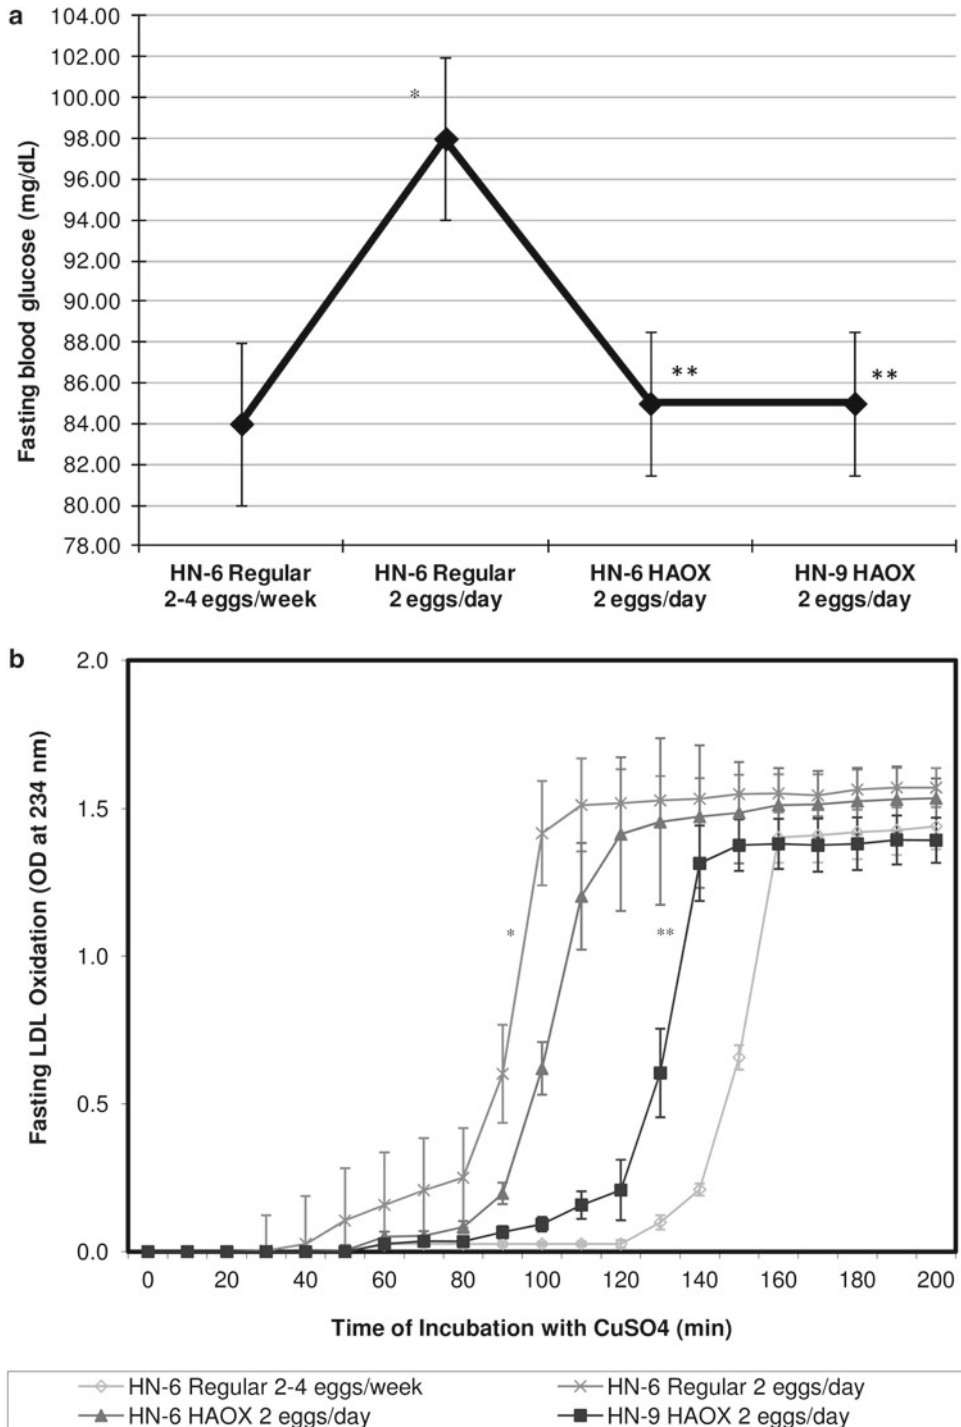 a
Fasting blood glucose (mg/dL)
104.00
102.00
100.00
98.00
96.00
94.00
92.00
90.00
88.00
86.00
84.00
82.00
80.00
78.00
*
**
**
HN-6 Regular
2-4 eggs/week
HN-6 Regular
2 eggs/day
HN-6 HAOX
2 eggs/day
HN-9 HAOX
2 eggs/day
b
Fasting LDL Oxidation (OD at 234 nm)
2.0
1.5
1.0
0.5
0.0
*
**
0 20 40 60 80 100 120 140 160 180 200
Time of Incubation with CuSO4 (min)
HN-6 Regular 2-4 eggs/week
HN-6 Regular 2 eggs/day
HN-6 HAOX 2 eggs/day
HN-9 HAOX 2 eggs/day